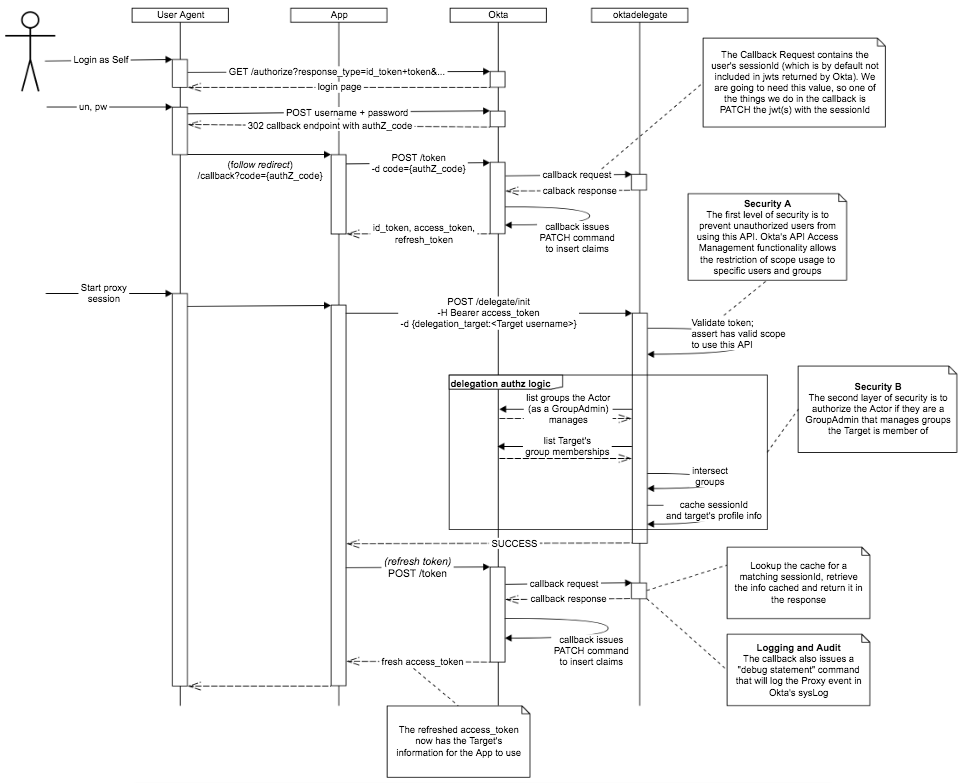 User Agent
App
Okta
oktadelegate
Login as Self
GET /authorize?response_type=id_token+token&...
login page
un, pw
POST username + password
302 callback endpoint with authZ_code
(follow redirect)
/callback?code={authZ_code}
POST /token
-d code={authZ_code}
callback request
callback response
callback issues
PATCH command
to insert claims
id_token, access_token,
refresh_token
The Callback Request contains the
user's sessionId (which is by default not
included in jwts returned by Okta). We
are going to need this value, so one of
the things we do in the callback is
PATCH the jwt(s) with the sessionId
Security A
The first level of security is to
prevent unauthorized users from
using this API. Okta's API Access
Management functionality allows
the restriction of scope usage to
specific users and groups
Start proxy
session
POST /delegate/init
-H Bearer access_token
-d {delegation_target:<Target username>}
Validate token;
assert has valid scope
to use this API
delegation authz logic
list groups the Actor
(as a GroupAdmin)
manages
list Target's
group memberships
intersect
groups
cache sessionId
and target's profile info
Security B
The second layer of security is to
authorize the Actor if they are a
GroupAdmin that manages groups
the Target is member of
SUCCESS
(refresh token)
POST /token
callback request
callback response
callback issues
PATCH command
to insert claims
fresh access_token
Lookup the cache for a
matching sessionId, retrieve
the info cached and return it in
the response
Logging and Audit
The callback also issues a
"debug statement" command
that will log the Proxy event in
Okta's sysLog
The refreshed access_token
now has the Target's
information for the App to use